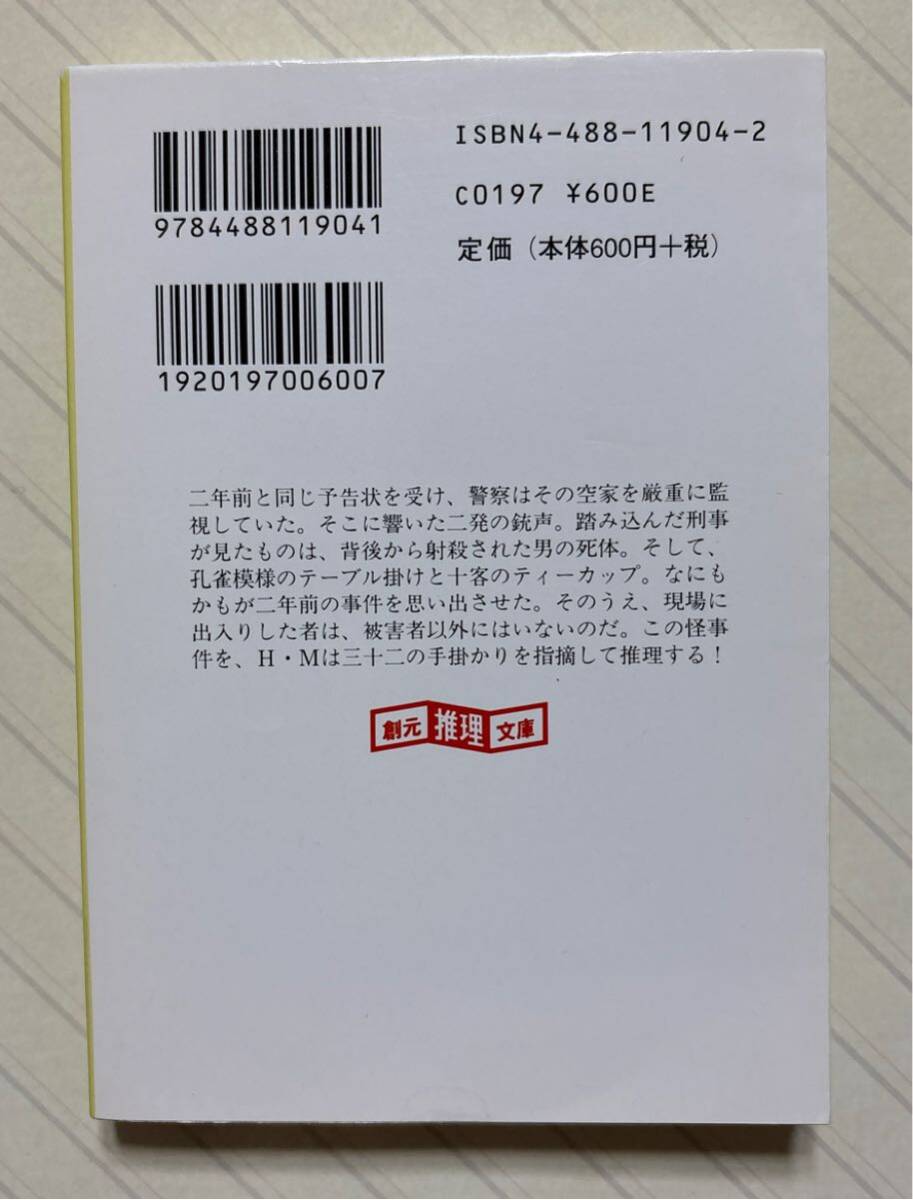 ISBN4-488-11904-2
C0197 ¥600E
定価（本体600円＋税）
9784488119041
1920197006007
二年前と同じ予告状を受け、警察はその空家を厳重に監
視していた。そこに響いた二発の銃声。踏み込んだ刑事
が見たものは、背後から射殺された男の死体。そして、
孔雀模様のテーブル掛けと十客のティーカップ。なにも
かもが二年前の事件を思い出させた。そのうえ、現場に
出入りした者は、被害者以外にはいないのだ。この怪事
件を、H・Mは三十二の手掛かりを指摘して推理する！
創元推理文庫